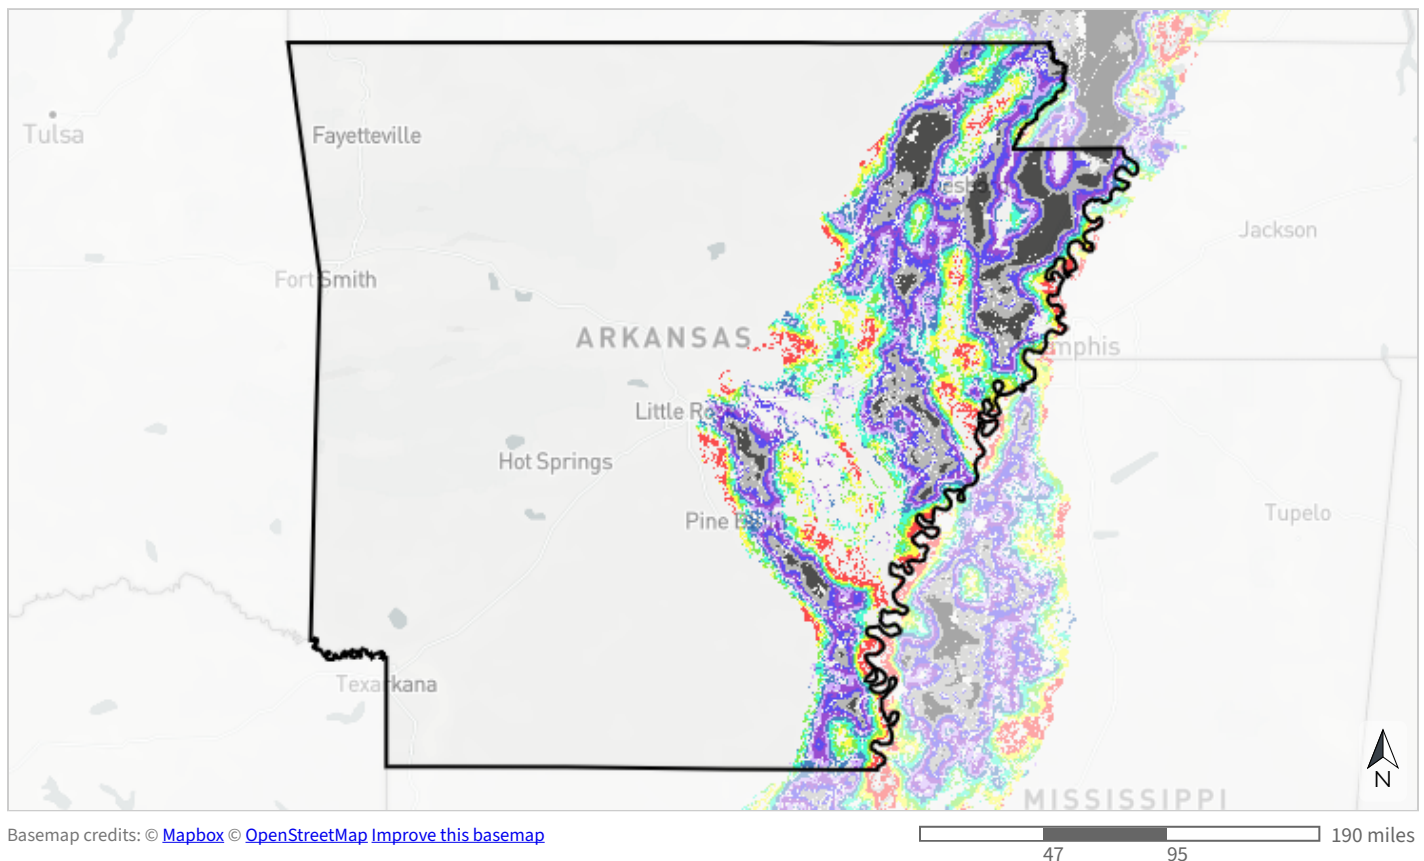 Tulsa
Fayetteville
Jackson
Fort Smith
ARKANSAS
Little
Hot Springs
Pine
Tupelo
Texarkana
N
MISSISSIPPI
Basemap credits: © Mapbox © OpenStreetMap Improve this basemap
190 miles
47 95